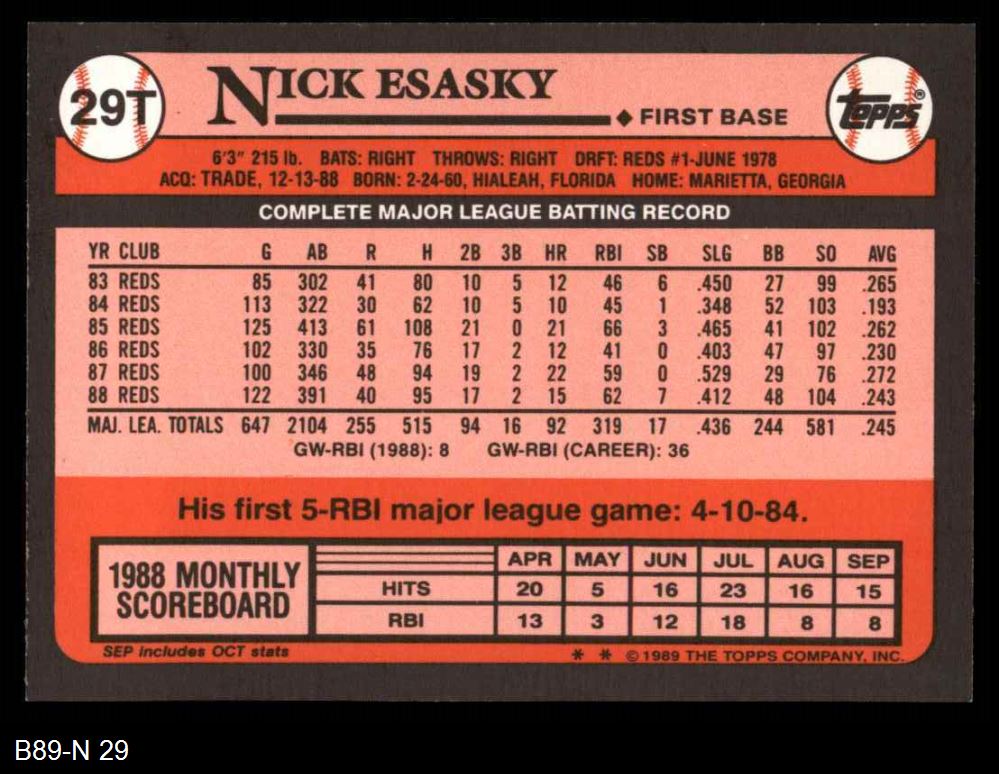 29T
NICK ESASKY
◆ FIRST BASE
TOPPS®
6'3" 215 lb. BATS: RIGHT THROWS: RIGHT DRFT: REDS #1-JUNE 1978
ACQ: TRADE, 12-13-88 BORN: 2-24-60, HIALEAH, FLORIDA HOME: MARIETTA, GEORGIA
COMPLETE MAJOR LEAGUE BATTING RECORD
YR CLUB G AB R H 2B 3B HR RBI SB SLG BB SO AVG
83 REDS 85 302 41 80 10 5 12 46 6 .450 27 99 .265
84 REDS 113 322 30 62 10 5 10 45 1 .348 52 103 .193
85 REDS 125 413 61 108 21 0 21 66 3 .465 41 102 .262
86 REDS 102 330 35 76 17 2 12 41 0 .403 47 97 .230
87 REDS 100 346 48 94 19 2 22 59 0 .529 29 76 .272
88 REDS 122 391 40 95 17 2 15 62 7 .412 48 104 .243
MAJ. LEA. TOTALS 647 2104 255 515 94 16 92 319 17 .436 244 581 .245
GW-RBI (1988): 8 GW-RBI (CAREER): 36
His first 5-RBI major league game: 4-10-84.
1988 MONTHLY
SCOREBOARD
APR MAY JUN JUL AUG SEP
HITS 20 5 16 23 16 15
RBI 13 3 12 18 8 8
SEP includes OCT stats
* * © 1989 THE TOPPS COMPANY, INC.
B89-N 29